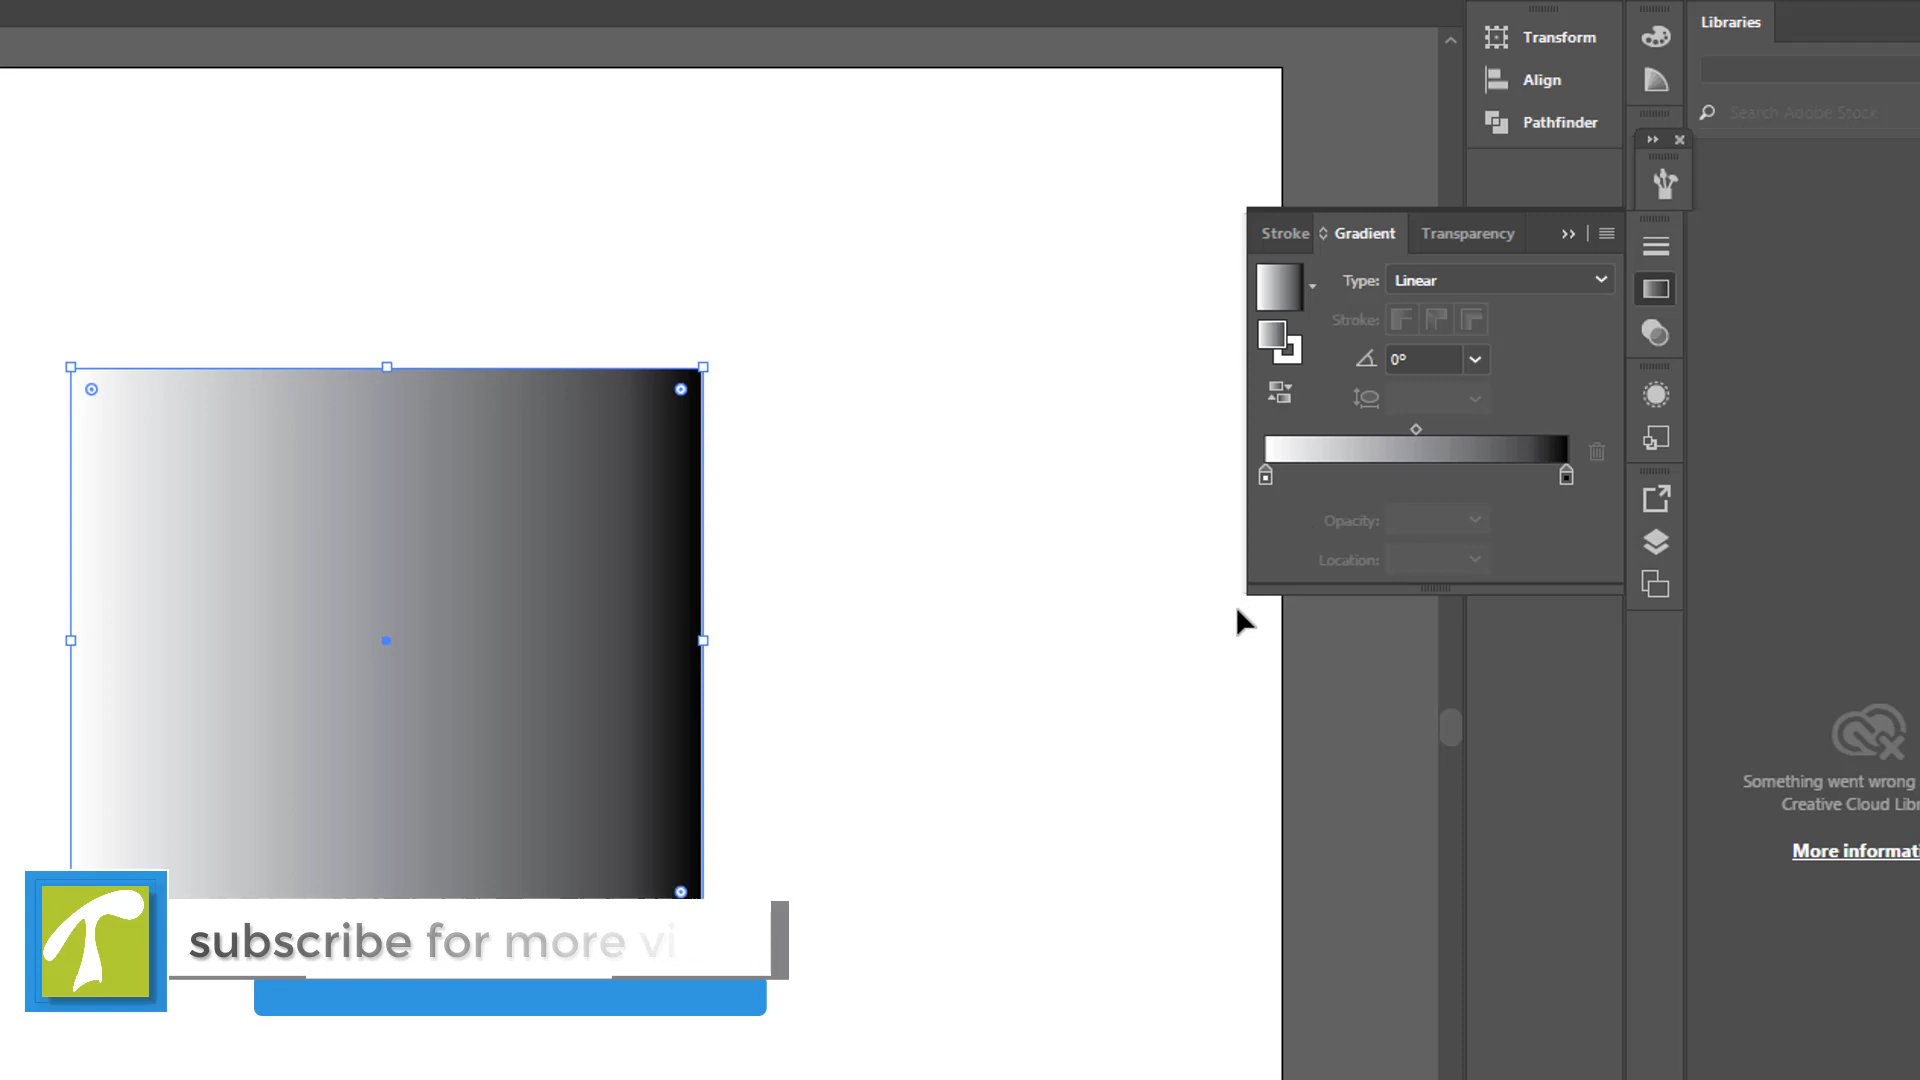 Libraries
Transform
Align
Search Adobe Stock
Pathfinder
Stroke
Gradient
Transparency
Type: Linear
Stroke:
0°
Opacity:
Location:
Something went wrong
Creative Cloud Libr
More informati
subscribe for more vi